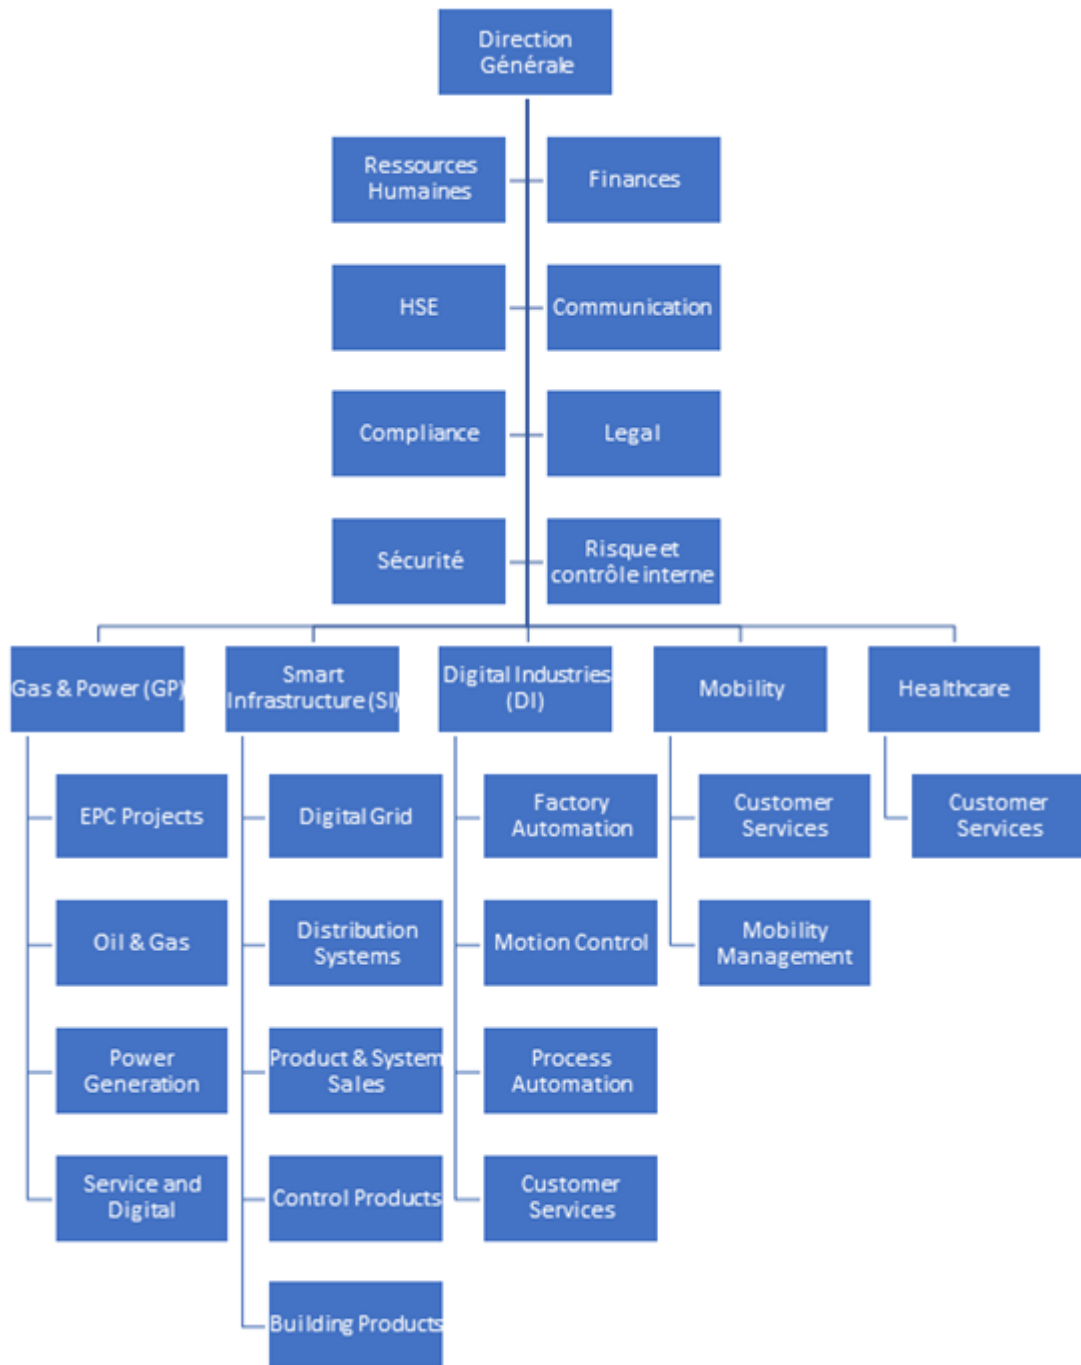 Direction
Générale
Ressources
Humaines
Finances
HSE
Communication
Compliance
Legal
Sécurité
Risque et
contrôle interne
Gas & Power (GP)
Smart
Infrastructure (SI)
Digital Industries
(DI)
Mobility
Healthcare
EPC Projects
Oil & Gas
Power
Generation
Service and
Digital
Digital Grid
Distribution
Systems
Product & System
Sales
Control Products
Building Products
Factory
Automation
Motion Control
Process
Automation
Customer
Services
Customer
Services
Mobility
Management
Customer
Services